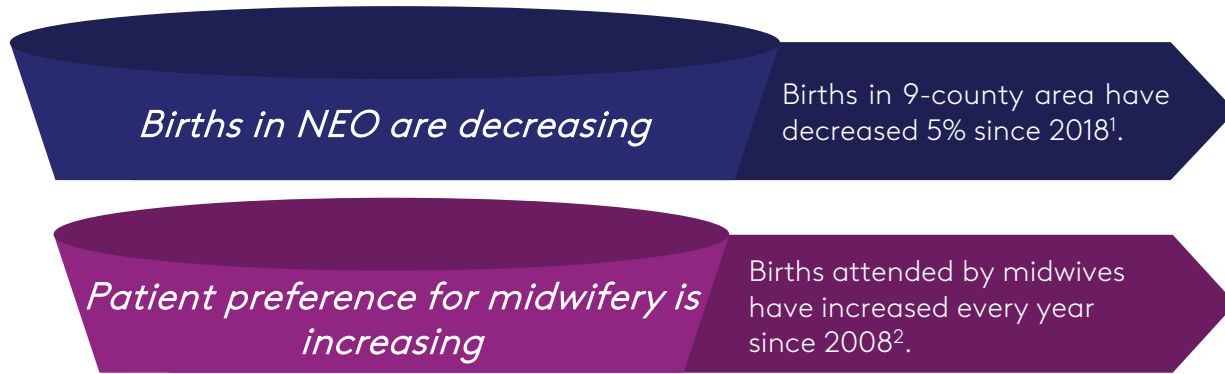 Births in NEO are decreasing
Births in 9-county area have
decreased 5% since 2018¹.
Patient preference for midwifery is
increasing
Births attended by midwives
have increased every year
since 2008².